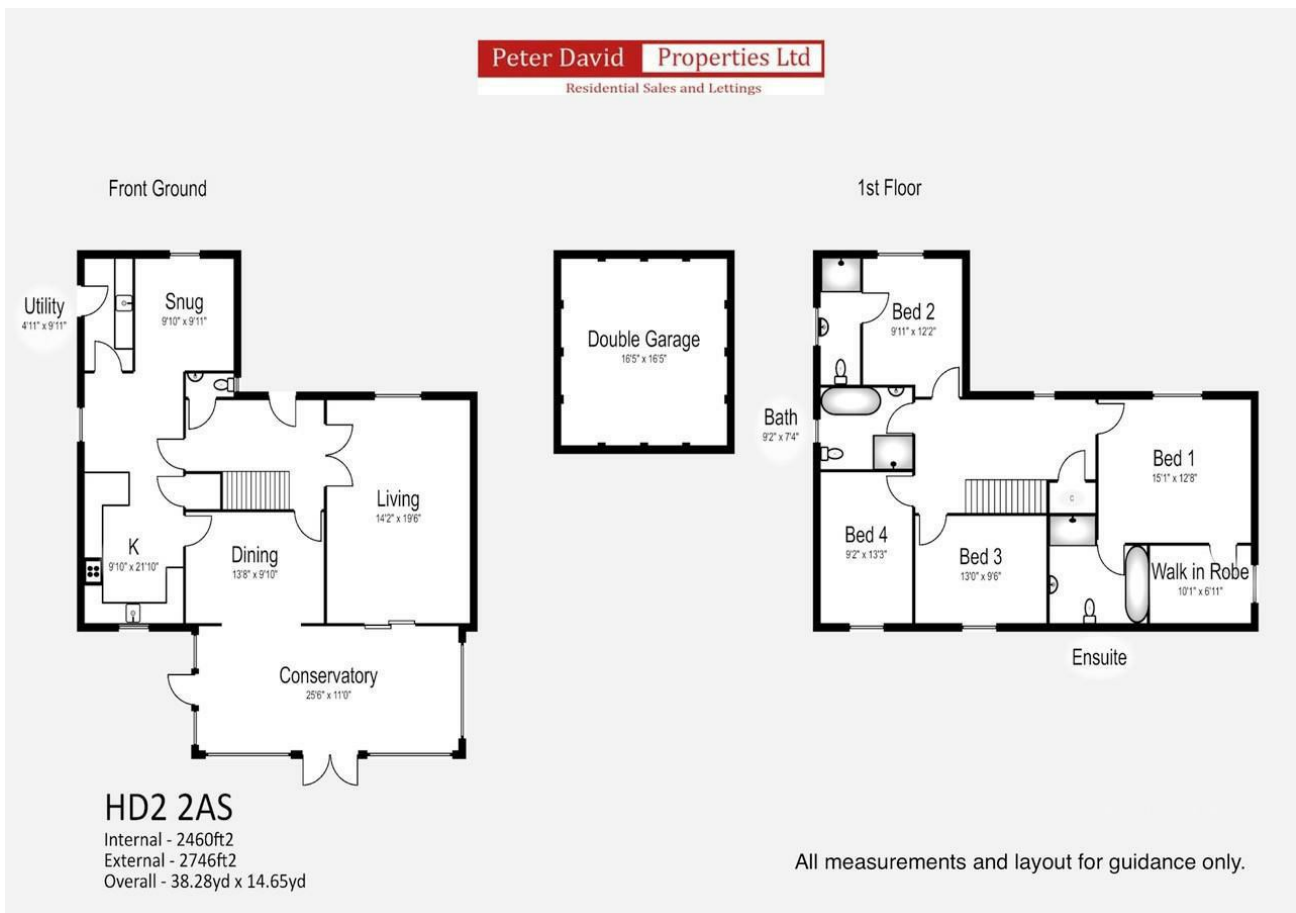 Peter David Properties Ltd
Residential Sales and Lettings
Front Ground
1st Floor
Utility
4'11" x 9'11"
Snug
9'10" x 9'11"
K
9'10" x 21'10"
Dining
13'8" x 9'10"
Living
14'2" x 19'6"
Conservatory
25'6" x 11'0"
Double Garage
16'5" x 16'5"
Bed 2
9'11" x 12'2"
Bath
9'2" x 7'4"
Bed 1
15'1" x 12'8"
C
Bed 4
9'2" x 13'3"
Bed 3
13'0" x 9'6"
Walk in Robe
10'1" x 6'11"
Ensuite
HD2 2AS
Internal - 2460ft2
External - 2746ft2
Overall - 38.28yd x 14.65yd
All measurements and layout for guidance only.